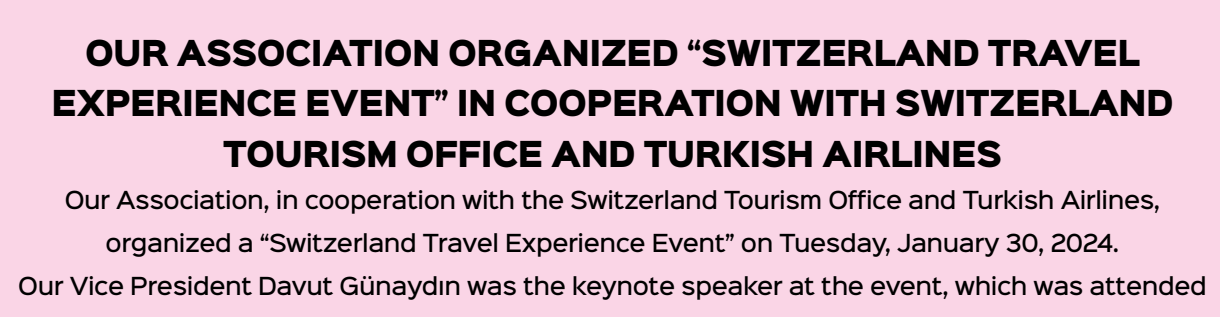 OUR ASSOCIATION ORGANIZED “SWITZERLAND TRAVEL
EXPERIENCE EVENT” IN COOPERATION WITH SWITZERLAND
TOURISM OFFICE AND TURKISH AIRLINES
Our Association, in cooperation with the Switzerland Tourism Office and Turkish Airlines,
organized a “Switzerland Travel Experience Event” on Tuesday, January 30, 2024.
Our Vice President Davut Günaydın was the keynote speaker at the event, which was attended